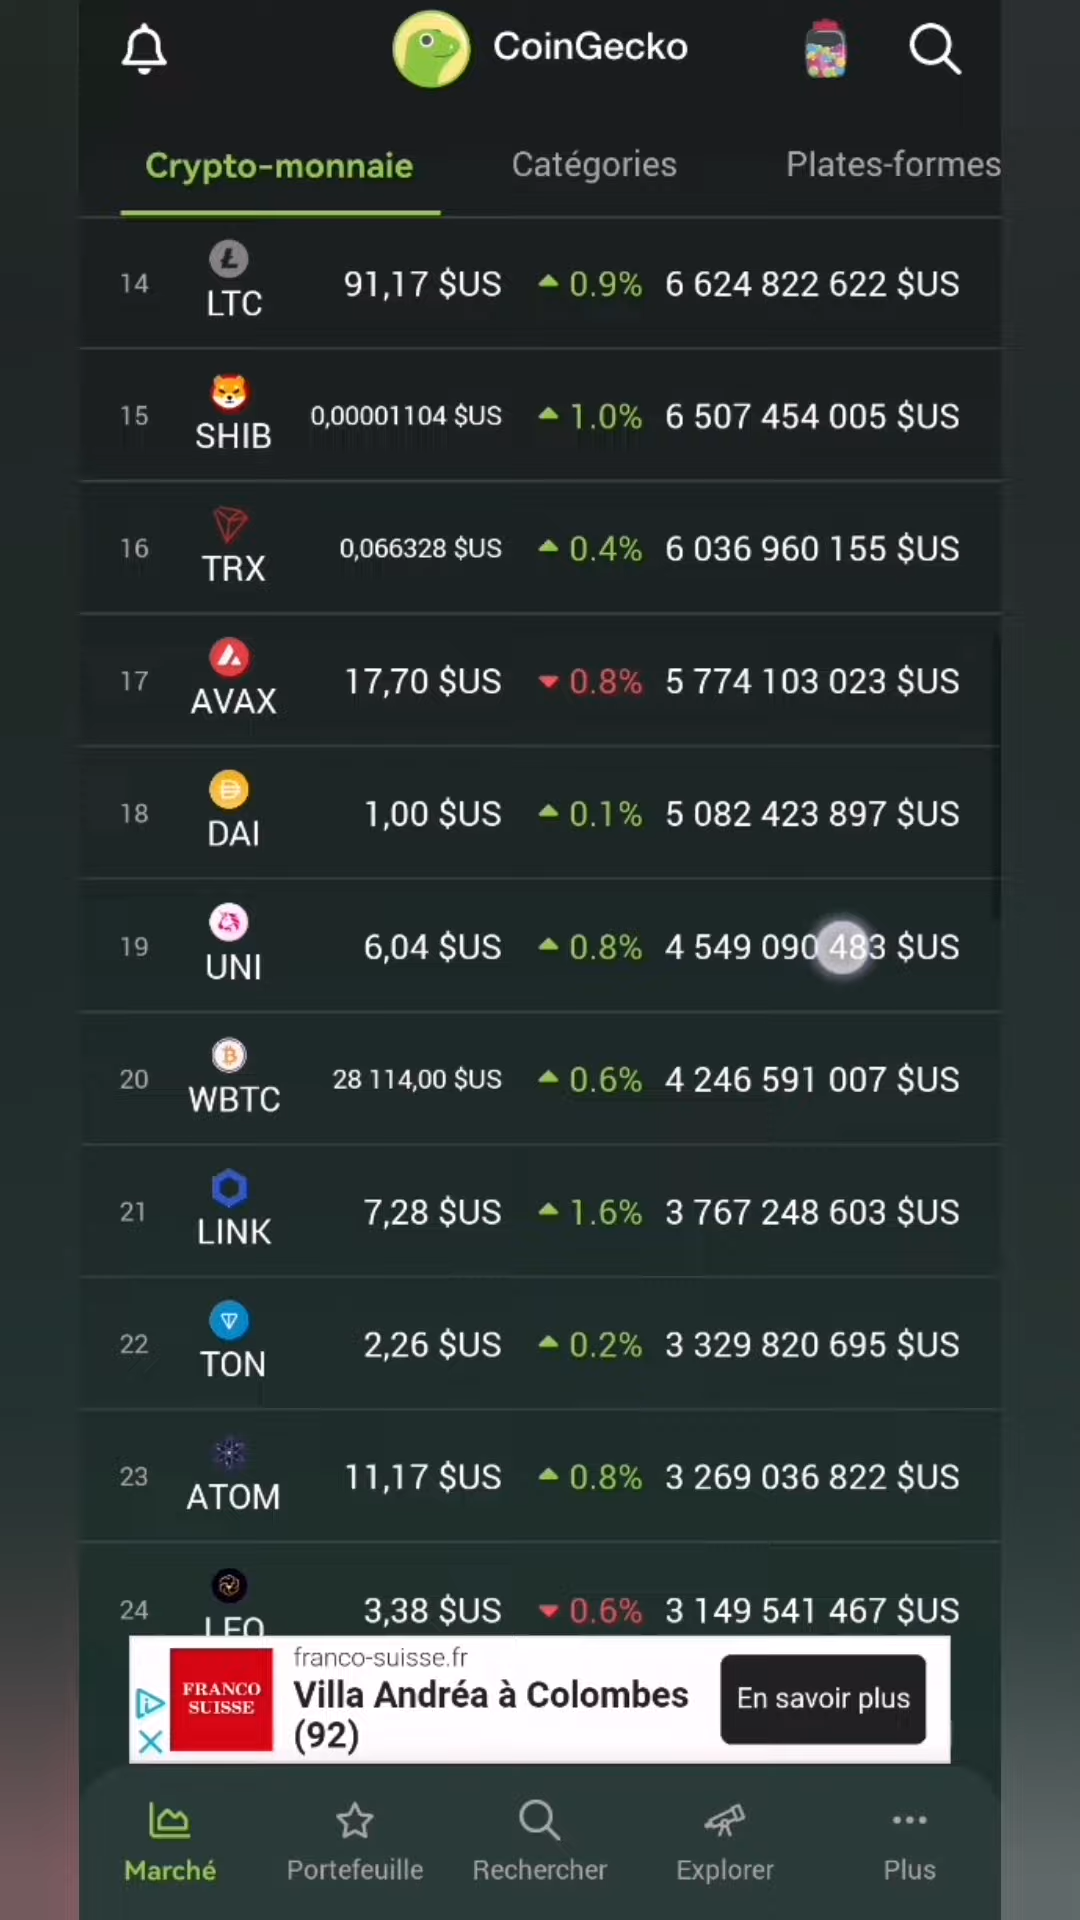 CoinGecko
Crypto-monnaie Catégories Plates-formes
14 LTC 91,17 $US 0.9% 6 624 822 622 $US
15 SHIB 0,00001104 $US 1.0% 6 507 454 005 $US
16 TRX 0,066328 $US 0.4% 6 036 960 155 $US
17 AVAX 17,70 $US 0.8% 5 774 103 023 $US
18 DAI 1,00 $US 0.1% 5 082 423 897 $US
19 UNI 6,04 $US 0.8% 4 549 090 483 $US
20 WBTC 28 114,00 $US 0.6% 4 246 591 007 $US
21 LINK 7,28 $US 1.6% 3 767 248 603 $US
22 TON 2,26 $US 0.2% 3 329 820 695 $US
23 ATOM 11,17 $US 0.8% 3 269 036 822 $US
24 LEO 3,38 $US 0.6% 3 149 541 467 $US
franco-suisse.fr
FRANCO
SUISSE
Villa Andréa à Colombes
(92)
En savoir plus
Marché Portefeuille Rechercher Explorer Plus